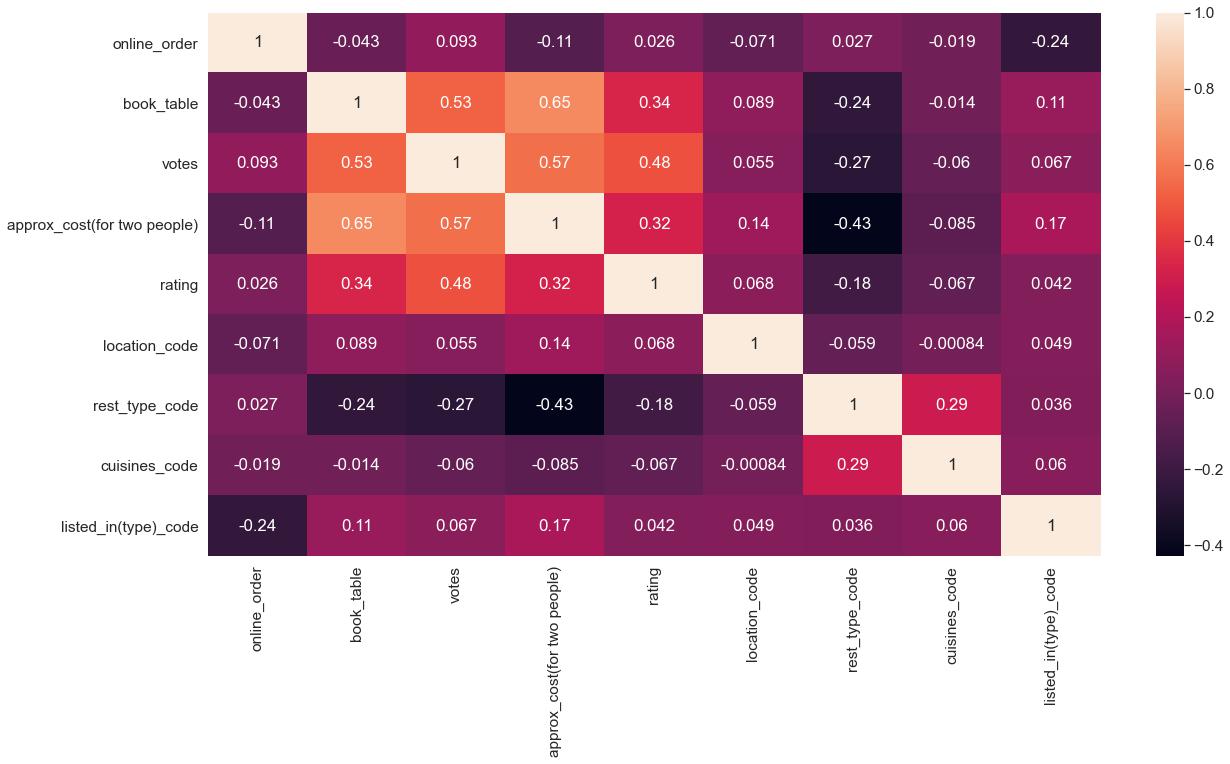 online_order 1 -0.043 0.093 -0.11 0.026 -0.071 0.027 -0.019 -0.24
book_table -0.043 1 0.53 0.65 0.34 0.089 -0.24 -0.014 0.11
votes 0.093 0.53 1 0.57 0.48 0.055 -0.27 -0.06 0.067
approx_cost(for two people) -0.11 0.65 0.57 1 0.32 0.14 -0.43 -0.085 0.17
rating 0.026 0.34 0.48 0.32 1 0.068 -0.18 -0.067 0.042
location_code -0.071 0.089 0.055 0.14 0.068 1 -0.059 -0.00084 0.049
rest_type_code 0.027 -0.24 -0.27 -0.43 -0.18 -0.059 1 0.29 0.036
cuisines_code -0.019 -0.014 -0.06 -0.085 -0.067 -0.00084 0.29 1 0.06
listed_in(type)_code -0.24 0.11 0.067 0.17 0.042 0.049 0.036 0.06 1
online_order
book_table
votes
approx_cost(for two people)
rating
location_code
rest_type_code
cuisines_code
listed_in(type)_code
1.0
0.8
0.6
0.4
0.2
0.0
−0.2
−0.4